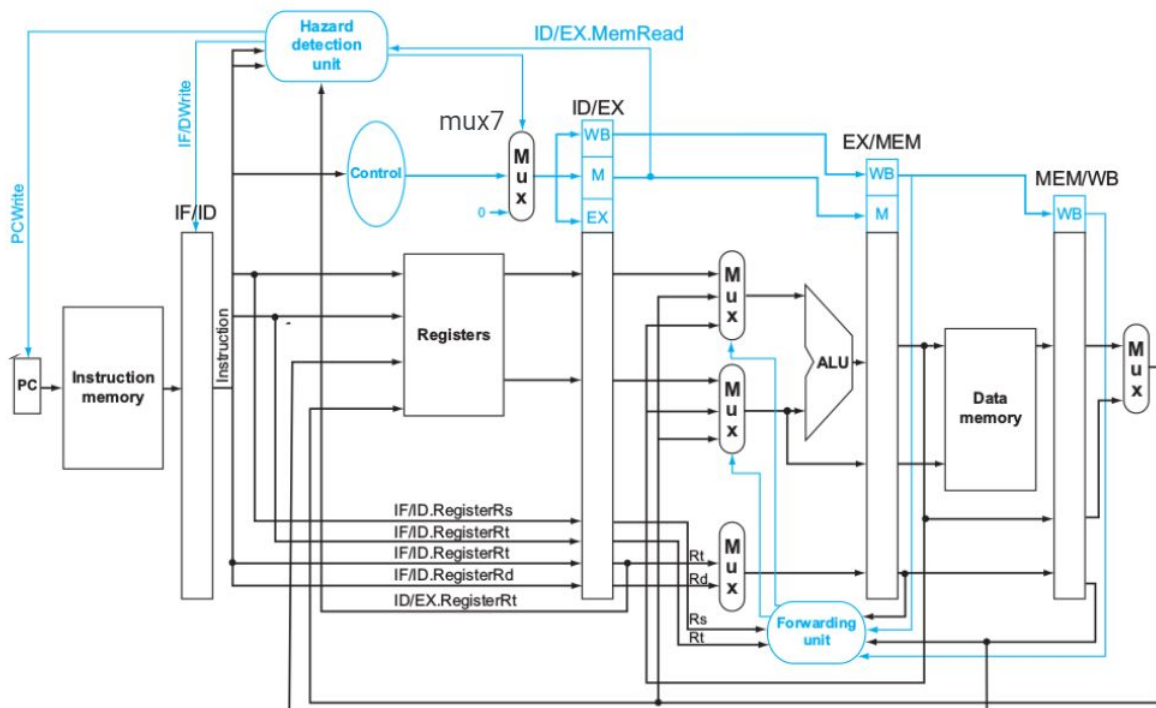 Hazard
detection
unit
ID/EX.MemRead
mux7
ID/EX
WB
M
EX
EX/MEM
WB
M
MEM/WB
WB
IF/DWrite
PCWrite
Control
M
u
x
0
IF/ID
Instruction
PC
Instruction
memory
Registers
M
u
x
M
u
x
ALU
Data
memory
M
u
x
IF/ID.RegisterRs
IF/ID.RegisterRt
IF/ID.RegisterRt
IF/ID.RegisterRd
ID/EX.RegisterRt
Rt
Rd
M
u
x
Rs
Rt
Forwarding
unit